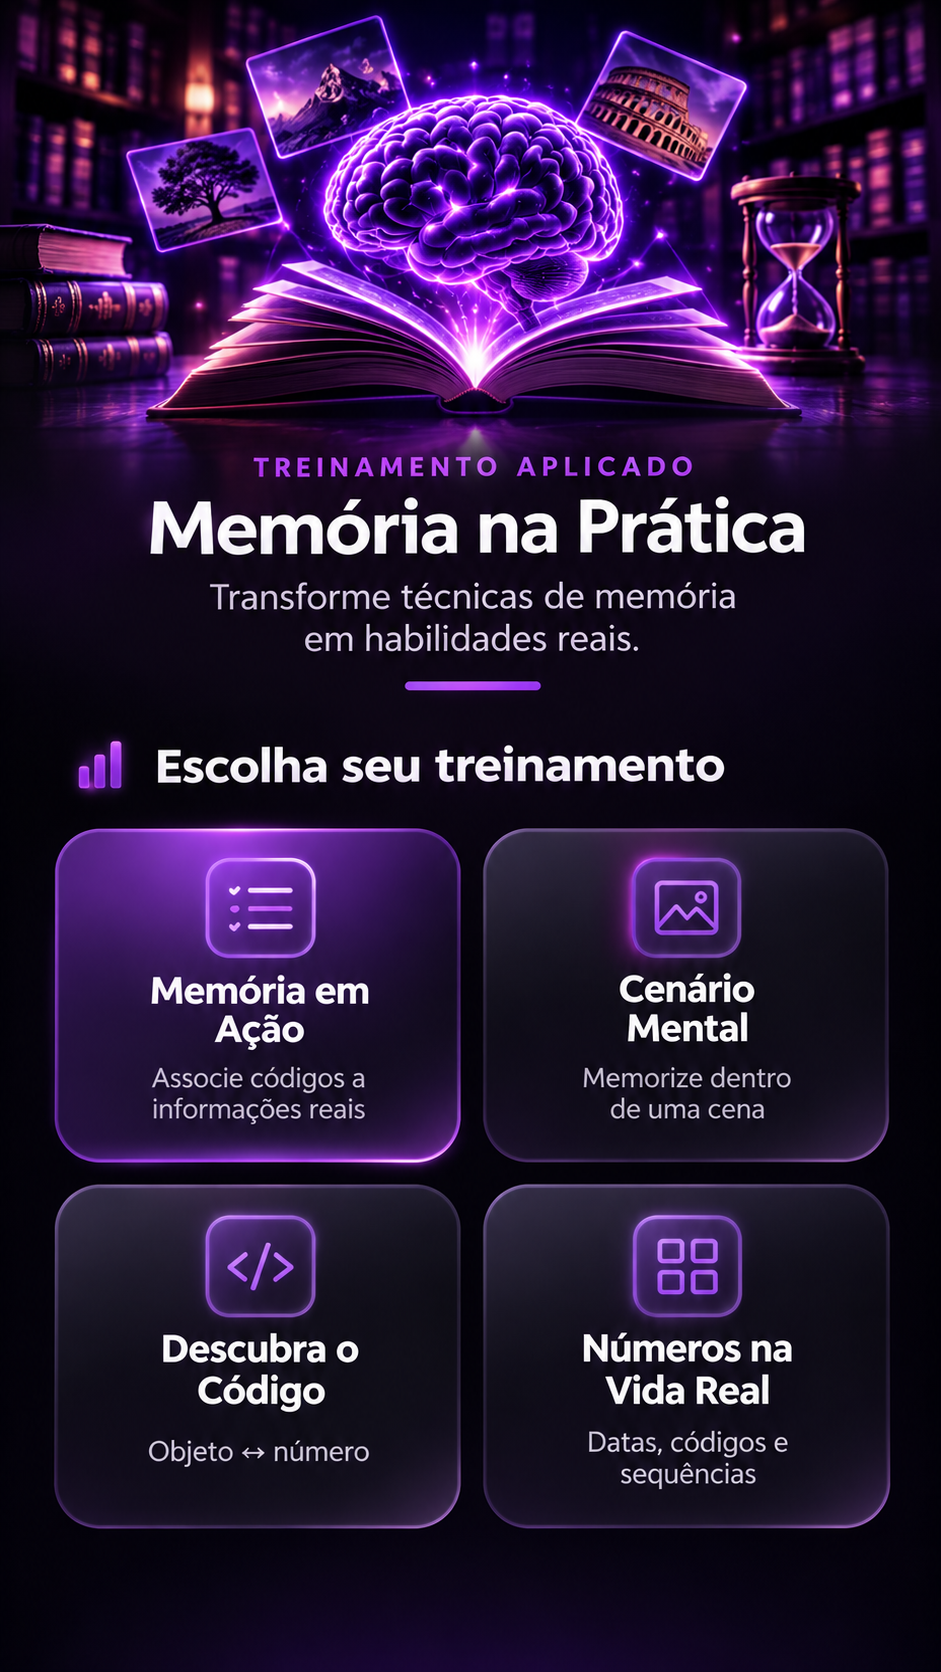 TREINAMENTO APLICADO
Memória na Prática
Transforme técnicas de memória
em habilidades reais.
Escolha seu treinamento
Memória em
Ação
Associe códigos a
informações reais
Cenário
Mental
Memorize dentro
de uma cena
Descubra o
Código
Objeto ↔ número
Números na
Vida Real
Datas, códigos e
sequências